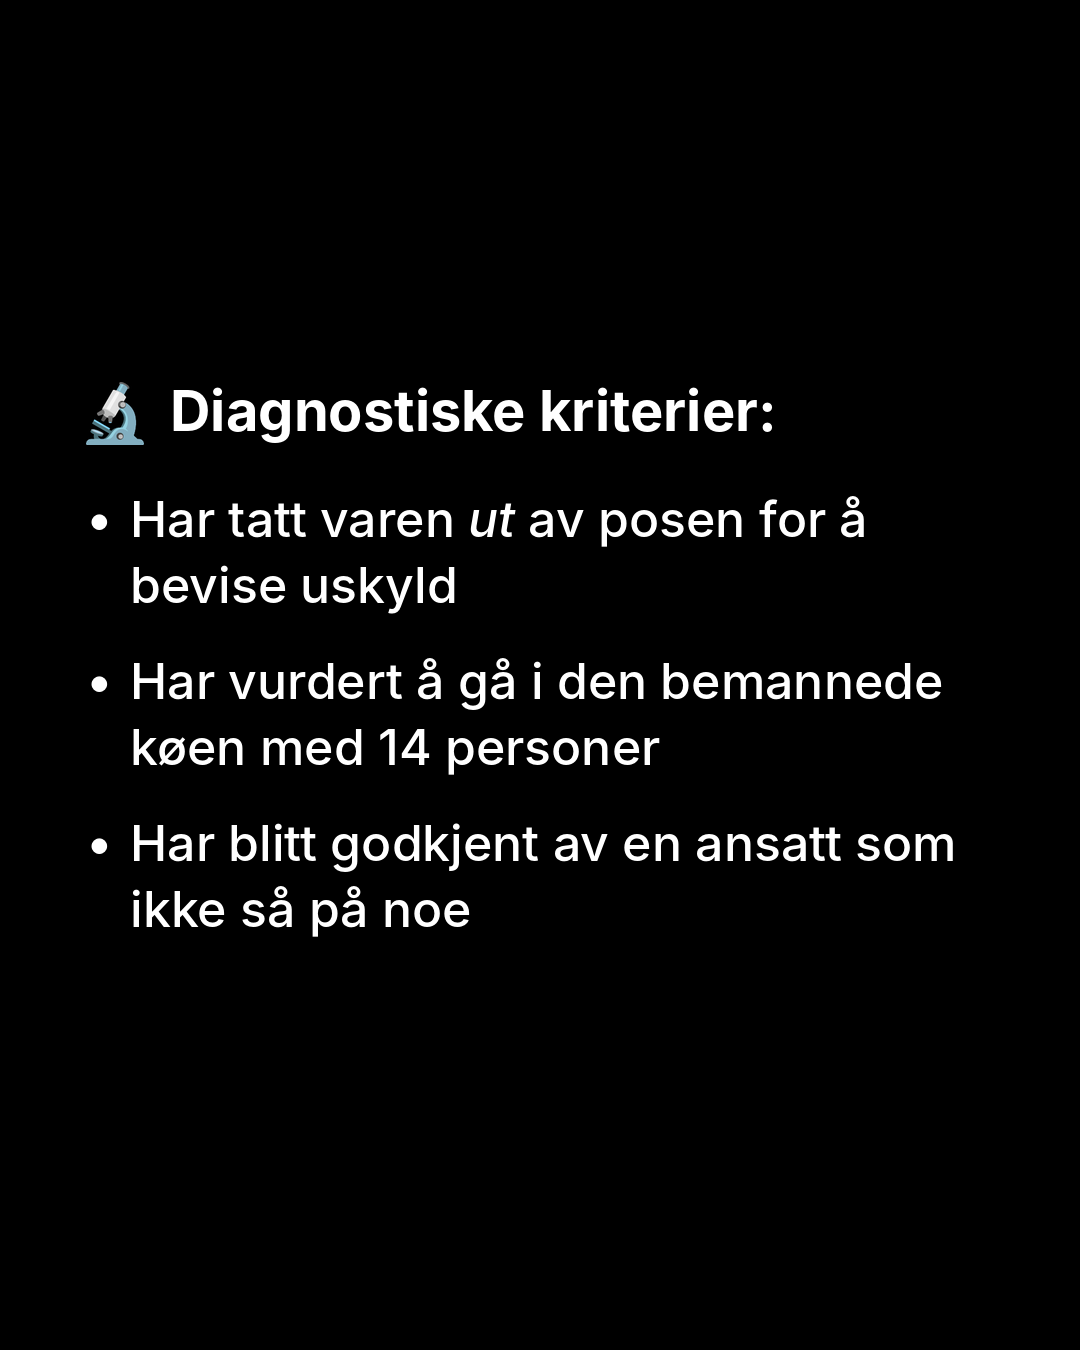 🔬 Diagnostiske kriterier:
• Har tatt varen ut av posen for å
bevise uskyld
• Har vurdert å gå i den bemannede
køen med 14 personer
• Har blitt godkjent av en ansatt som
ikke så på noe